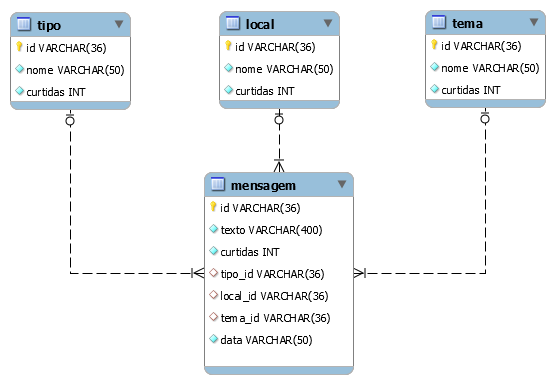 tipo
id VARCHAR(36)
nome VARCHAR(50)
curtidas INT
local
id VARCHAR(36)
nome VARCHAR(50)
curtidas INT
tema
id VARCHAR(36)
nome VARCHAR(50)
curtidas INT
mensagem
id VARCHAR(36)
texto VARCHAR(400)
curtidas INT
tipo_id VARCHAR(36)
local_id VARCHAR(36)
tema_id VARCHAR(36)
data VARCHAR(50)